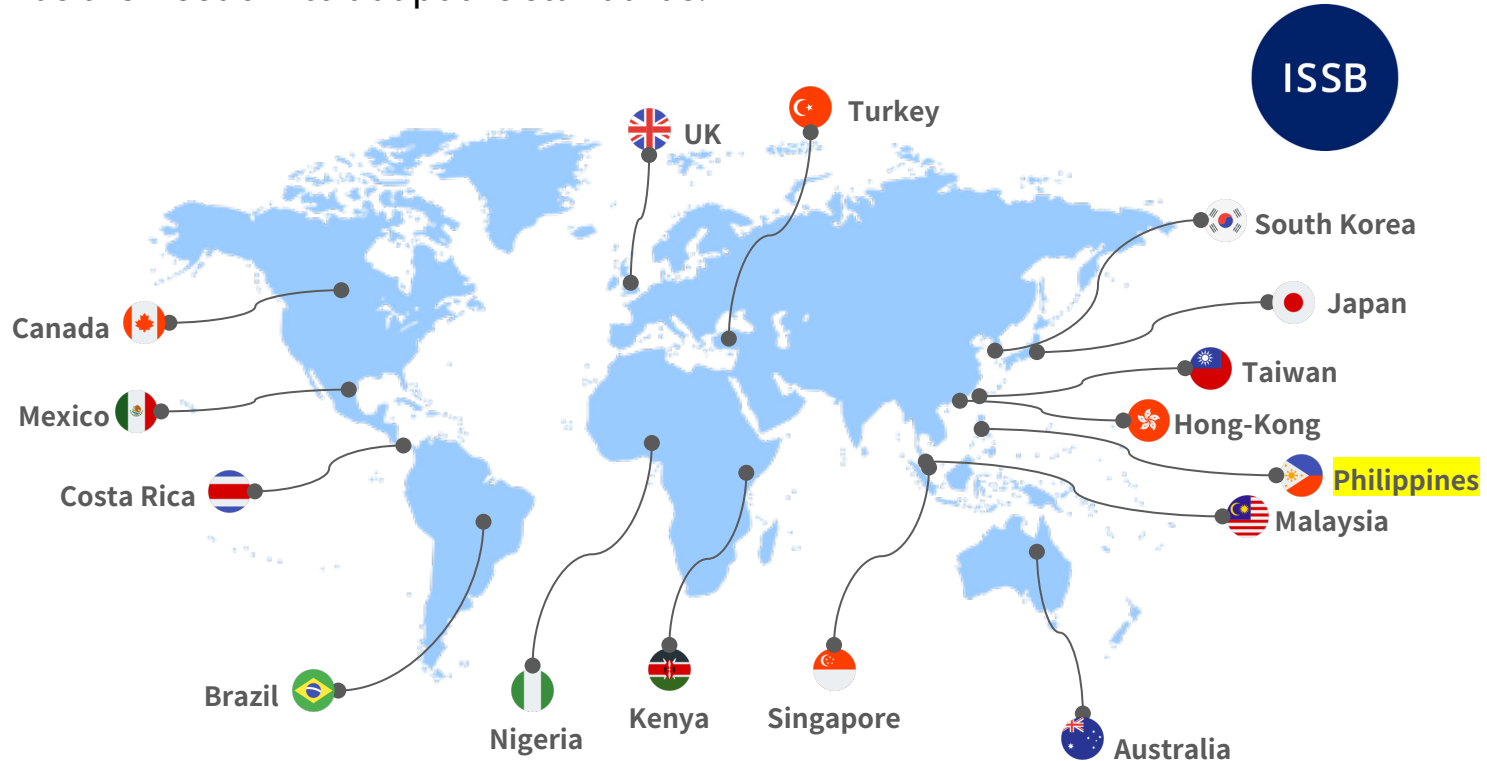 ISSB
Turkey
UK
South Korea
Japan
Canada
Taiwan
Mexico
Hong-Kong
Philippines
Costa Rica
Malaysia
Brazil
Kenya
Singapore
Nigeria
Australia